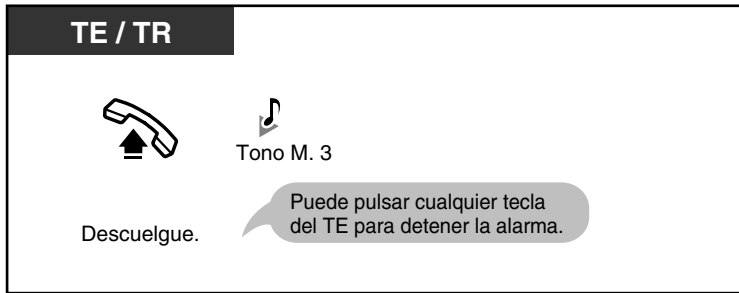 TE / TR
Tono M. 3
Descuelgue.
Puede pulsar cualquier tecla
del TE para detener la alarma.